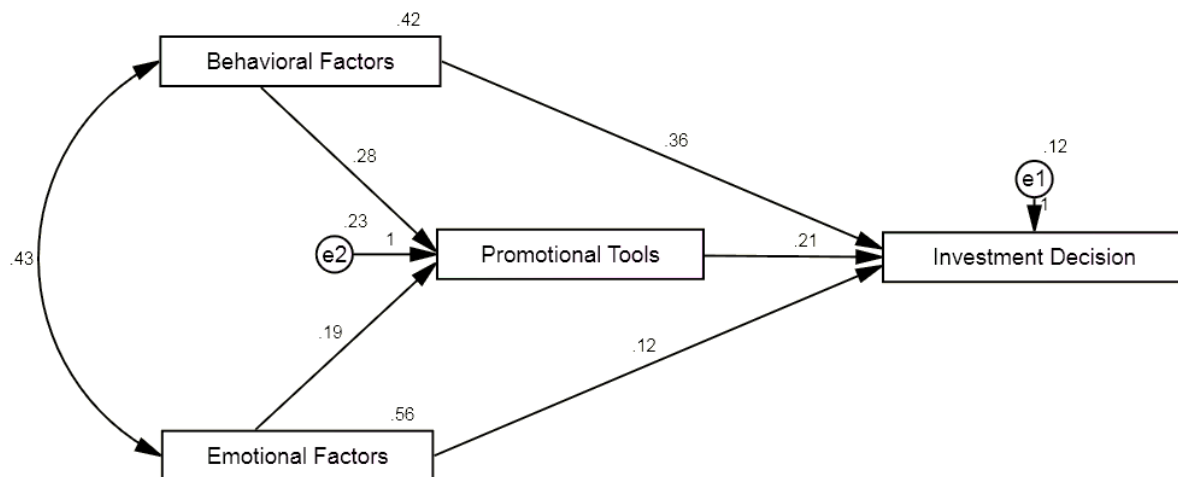 .42
Behavioral Factors
.36
.28
.12
e1
1
.23
e2
1
Promotional Tools
.21
Investment Decision
.43
.19
.12
.56
Emotional Factors